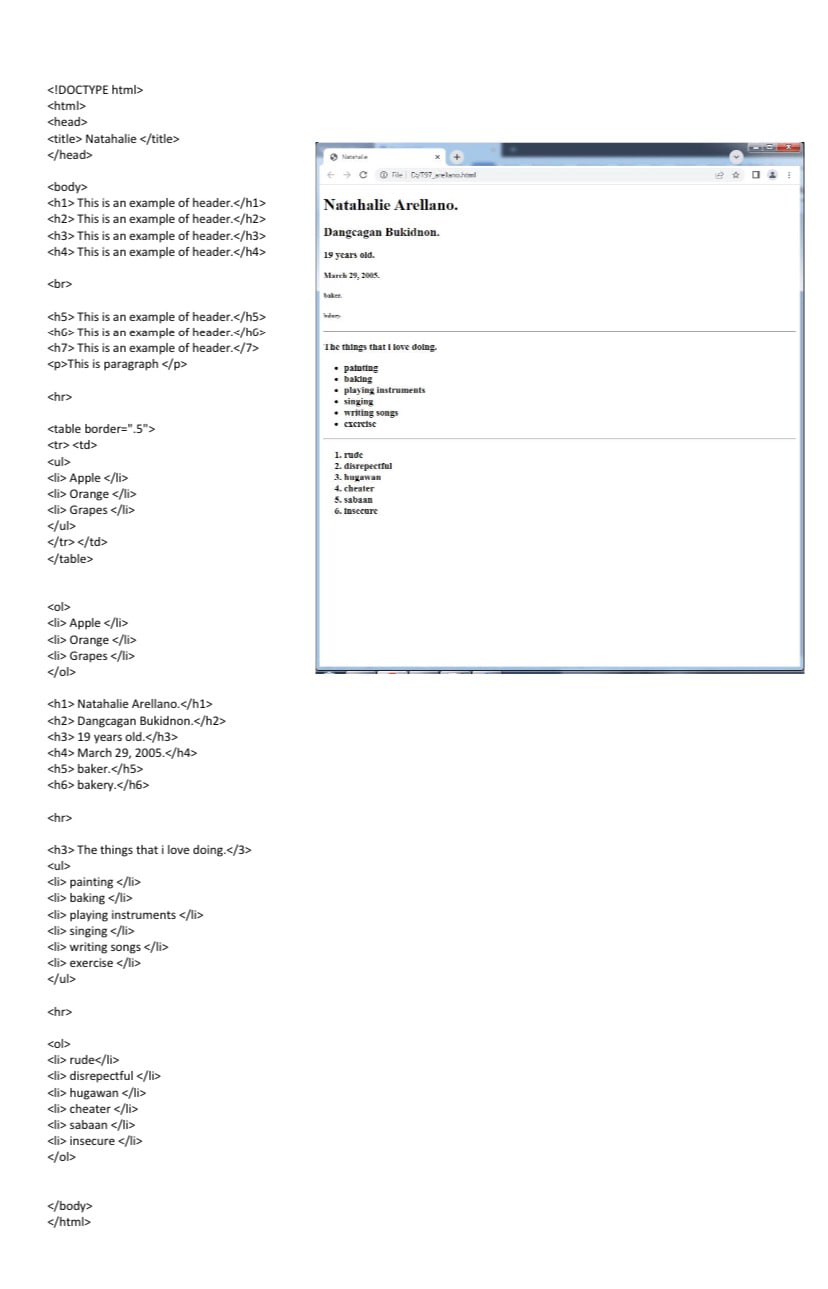 <!DOCTYPE html>
<html>
<head>
<title> Natahalie </title>
</head>
<body>
<h1> This is an example of header.</h1>
<h2> This is an example of header.</h2>
<h3> This is an example of header.</h3>
<h4> This is an example of header.</h4>
<br>
<h5> This is an example of header.</h5>
<h6> This is an example of header.</h6>
<h7> This is an example of header.</7>
<p>This is paragraph </p>
<hr>
<table border=".5">
<tr> <td>
<ul>
<li> Apple </li>
<li> Orange </li>
<li> Grapes </li>
</ul>
</tr> </td>
</table>
<ol>
<li> Apple </li>
<li> Orange </li>
<li> Grapes </li>
</ol>
<h1> Natahalie Arellano.</h1>
<h2> Dangcagan Bukidnon.</h2>
<h3> 19 years old.</h3>
<h4> March 29, 2005.</h4>
<h5> baker.</h5>
<h6> bakery.</h6>
<hr>
<h3> The things that i love doing.</3>
<ul>
<li> painting </li>
<li> baking </li>
<li> playing instruments </li>
<li> singing </li>
<li> writing songs </li>
<li> exercise </li>
</ul>
<hr>
<ol>
<li> rude</li>
<li> disrepectful </li>
<li> hugawan </li>
<li> cheater </li>
<li> sabaan </li>
<li> insecure </li>
</ol>
</body>
</html>
Natahalie
File | D:/T97_arellano.html
Natahalie Arellano.
Dangcagan Bukidnon.
19 years old.
March 29, 2005.
baker.
bakery.
The things that i love doing.
• painting
• baking
• playing instruments
• singing
• writing songs
• exercise
1. rude
2. disrepectful
3. hugawan
4. cheater
5. sabaan
6. insecure